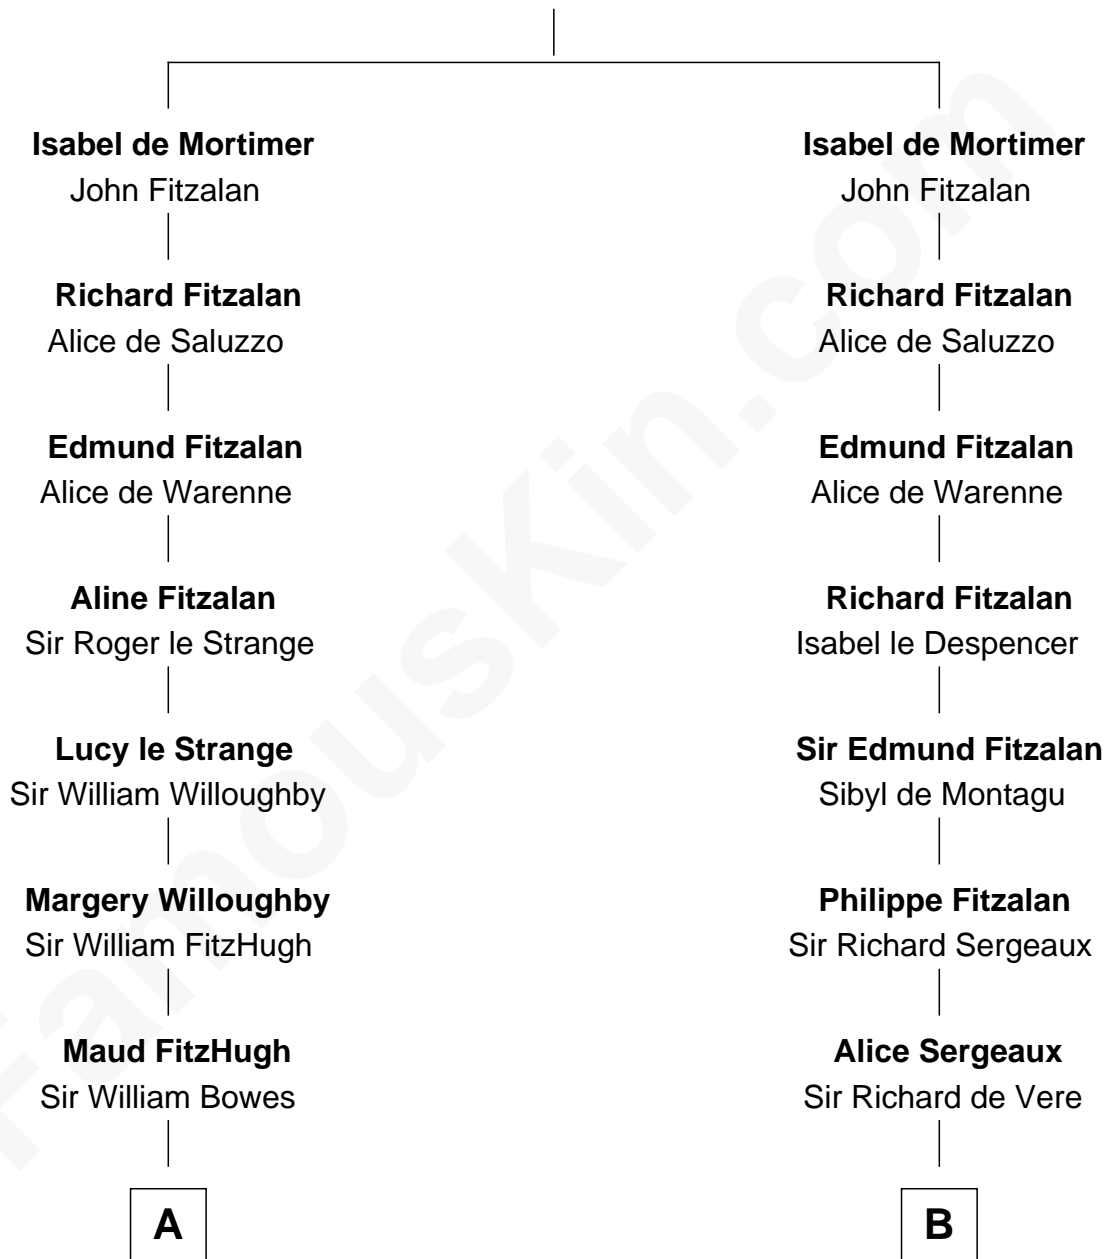 Isabel de Mortimer
John Fitzalan
Richard Fitzalan
Alice de Saluzzo
Edmund Fitzalan
Alice de Warenne
Aline Fitzalan
Sir Roger le Strange
Lucy le Strange
Sir William Willoughby
Margery Willoughby
Sir William FitzHugh
Maud FitzHugh
Sir William Bowes
A
Isabel de Mortimer
John Fitzalan
Richard Fitzalan
Alice de Saluzzo
Edmund Fitzalan
Alice de Warenne
Richard Fitzalan
Isabel le Despencer
Sir Edmund Fitzalan
Sibyl de Montagu
Philippe Fitzalan
Sir Richard Sergeaux
Alice Sergeaux
Sir Richard de Vere
B
FamousKin.com